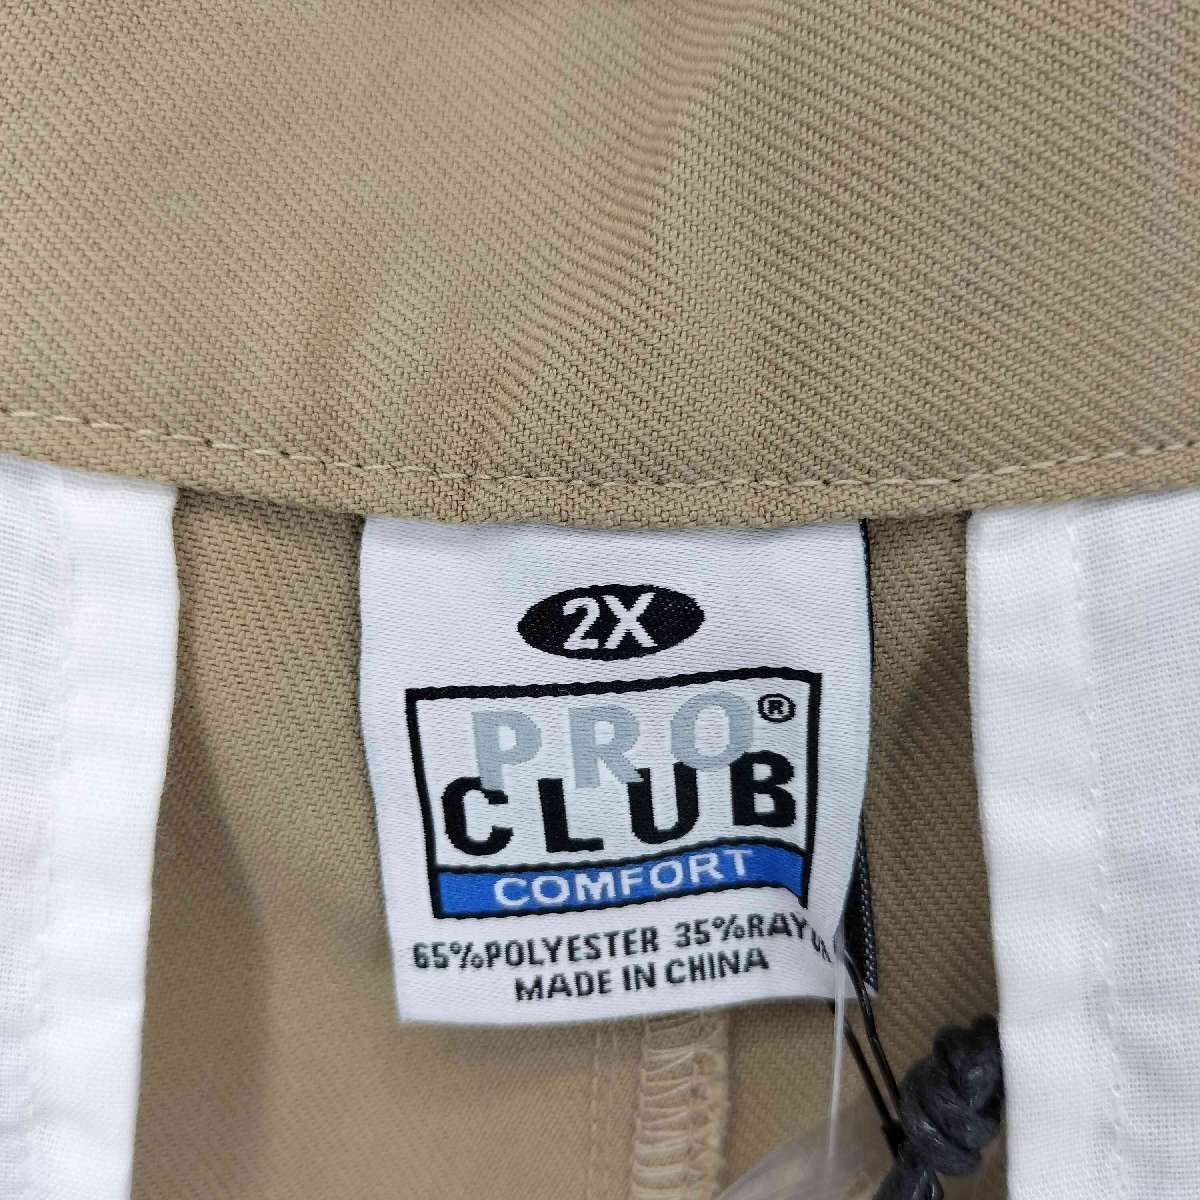 2X
PRO®
CLUB
COMFORT
65%POLYESTER 35%RAYON
MADE IN CHINA